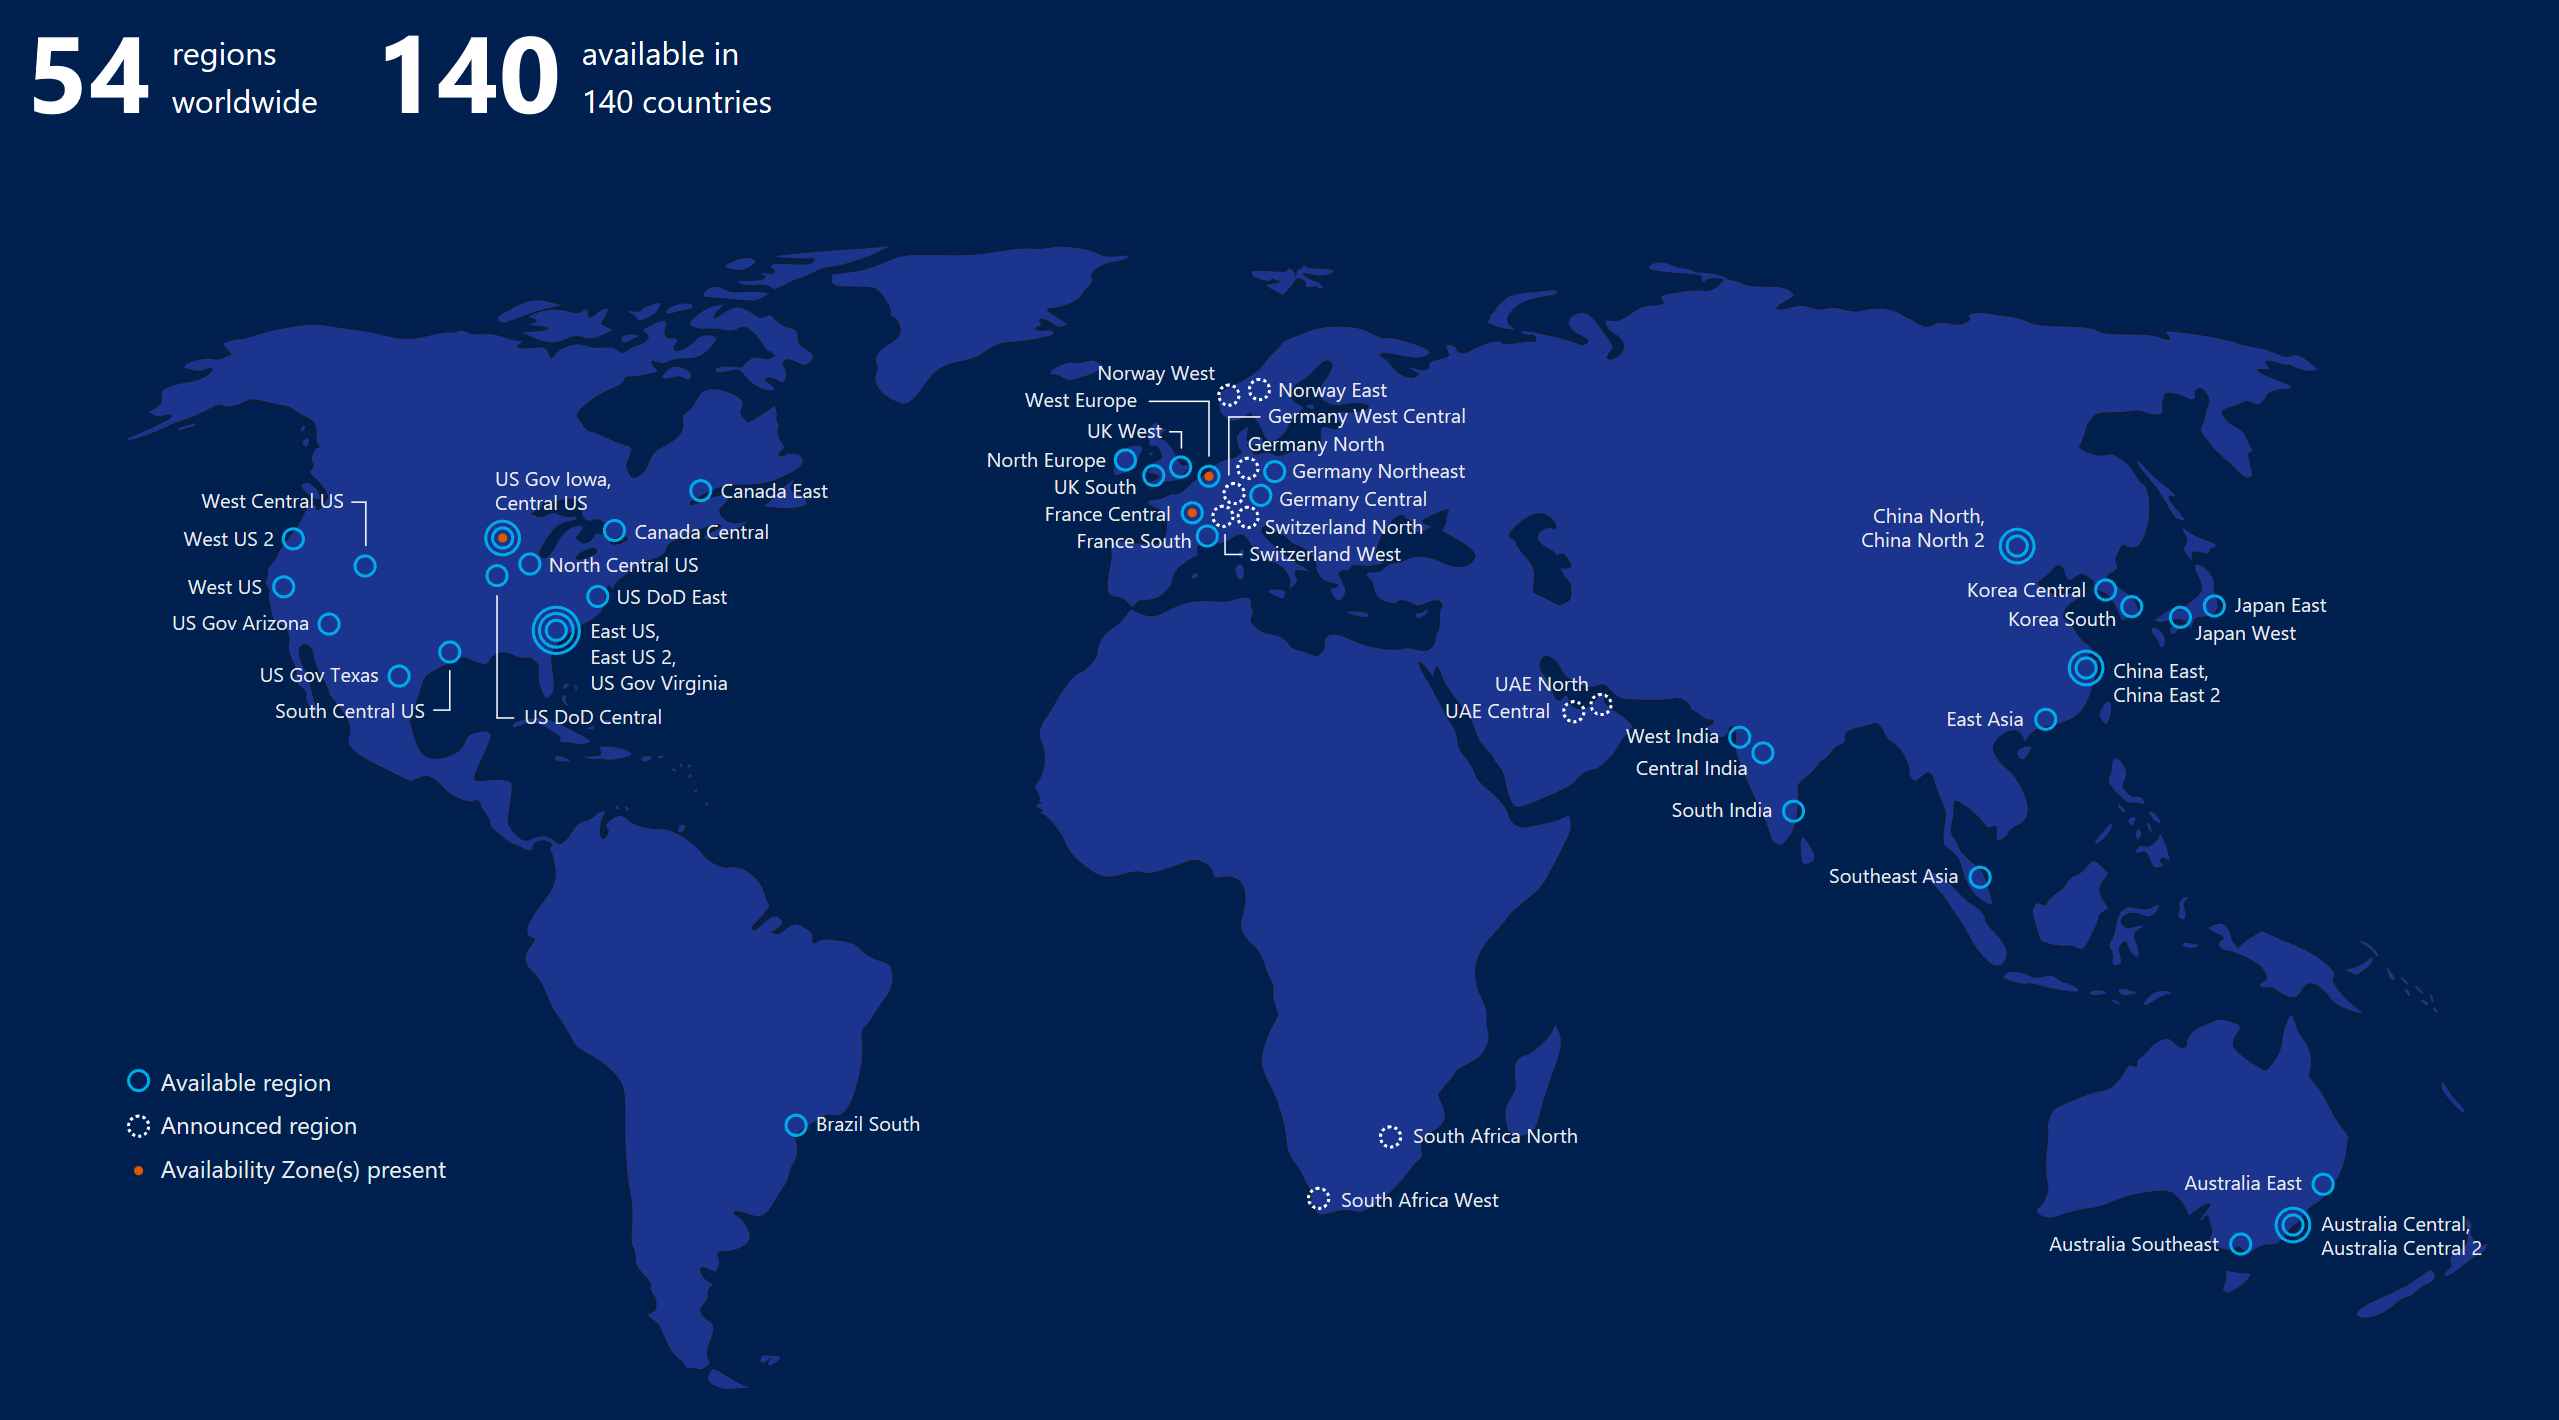 54 regions worldwide
140 available in 140 countries
Norway West
Norway East
West Europe
Germany West Central
UK West
Germany North
North Europe
Germany Northeast
UK South
Germany Central
France Central
Switzerland North
France South
Switzerland West
US Gov Iowa,
Central US
Canada East
West Central US
Canada Central
West US 2
North Central US
West US
US DoD East
US Gov Arizona
East US,
East US 2,
US Gov Virginia
US Gov Texas
South Central US
US DoD Central
China North,
China North 2
Korea Central
Korea South
Japan East
Japan West
China East,
China East 2
East Asia
UAE North
UAE Central
West India
Central India
South India
Southeast Asia
Available region
Announced region
Availability Zone(s) present
Brazil South
South Africa North
South Africa West
Australia East
Australia Central,
Australia Central 2
Australia Southeast